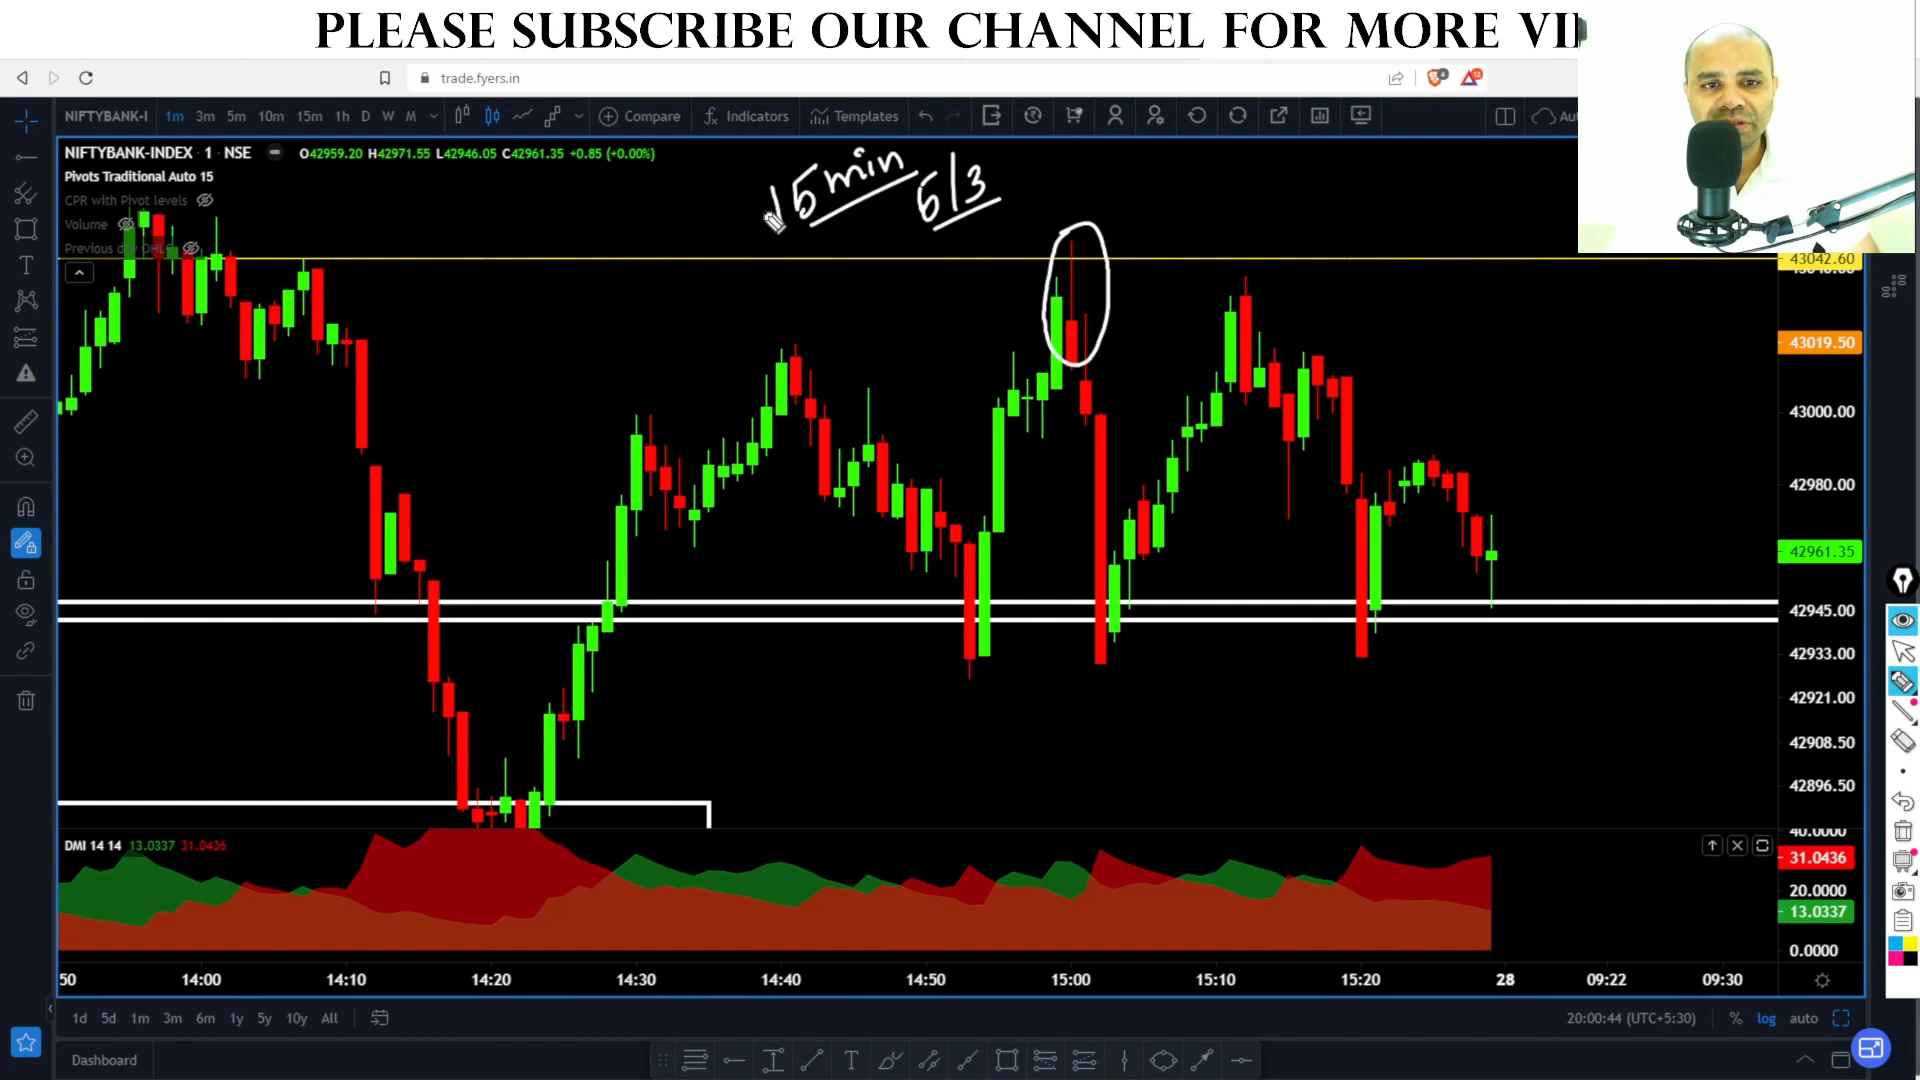 PLEASE SUBSCRIBE OUR CHANNEL FOR MORE VI
trade.fyers.in
NIFTYBANK-I 1m 3m 5m 10m 15m 1h D W M Compare Indicators Templates
NIFTYBANK-INDEX · 1 · NSE O42959.20 H42971.55 L42946.05 C42961.35 +0.85 (+0.00%)
Pivots Traditional Auto 15
CPR with Pivot levels
Volume
Previous day OHLC
15 min 5/3
43042.60
43019.50
43000.00
42980.00
42961.35
42945.00
42933.00
42921.00
42908.50
42896.50
DMI 14 14 13.0337 31.0436
40.0000
31.0436
20.0000
13.0337
0.0000
50 14:00 14:10 14:20 14:30 14:40 14:50 15:00 15:10 15:20 28 09:22 09:30
1d 5d 1m 3m 6m 1y 5y 10y All 20:00:44 (UTC+5:30) % log auto
Dashboard